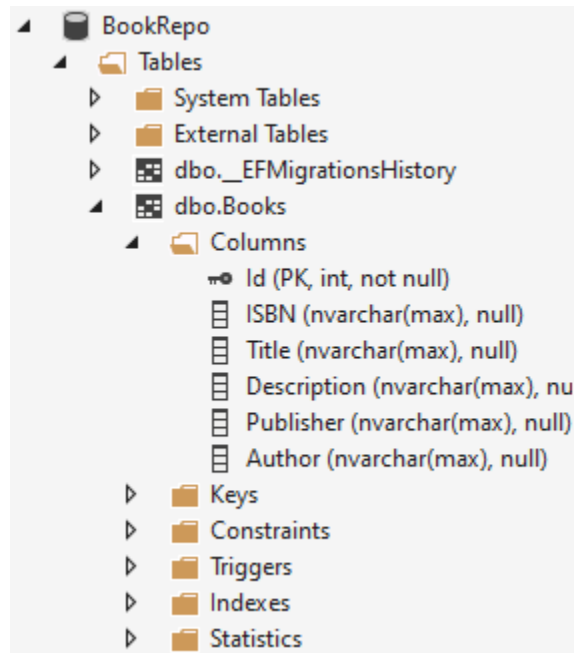 BookRepo
Tables
System Tables
External Tables
dbo.__EFMigrationsHistory
dbo.Books
Columns
Id (PK, int, not null)
ISBN (nvarchar(max), null)
Title (nvarchar(max), null)
Description (nvarchar(max), nu
Publisher (nvarchar(max), null)
Author (nvarchar(max), null)
Keys
Constraints
Triggers
Indexes
Statistics